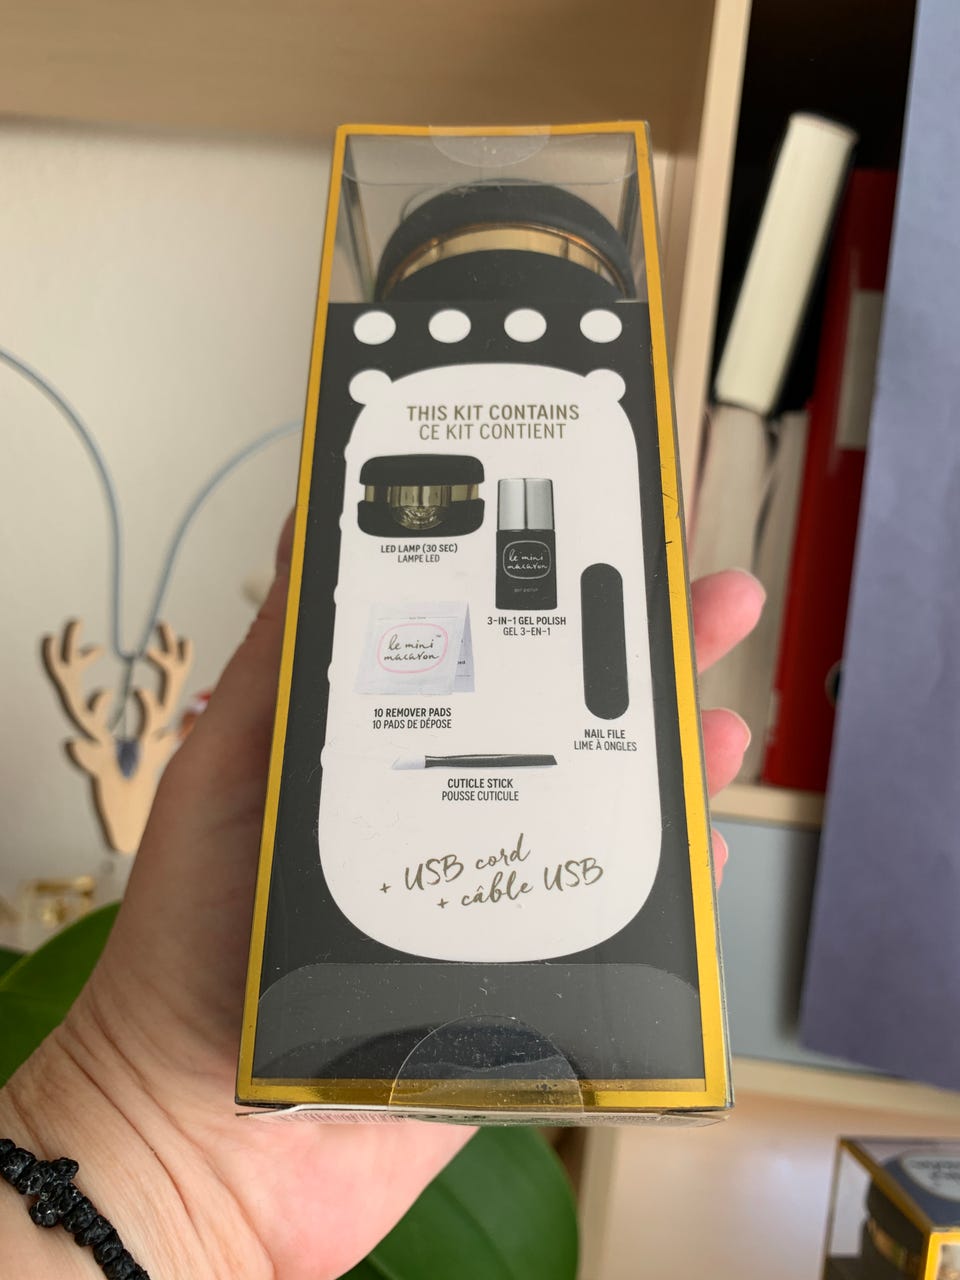 THIS KIT CONTAINS
CE KIT CONTIENT
LED LAMP (30 SEC)
LAMPE LED
le mini
macaron
3-IN-1 GEL POLISH
GEL 3-EN-1
le mini
macaron™
10 REMOVER PADS
10 PADS DE DÉPOSE
NAIL FILE
LIME À ONGLES
CUTICLE STICK
POUSSE CUTICULE
+ USB cord
+ câble USB